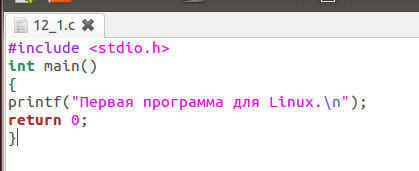 12_1.c
#include <stdio.h>
int main()
{
printf("Первая программа для Linux.\n");
return 0;
}